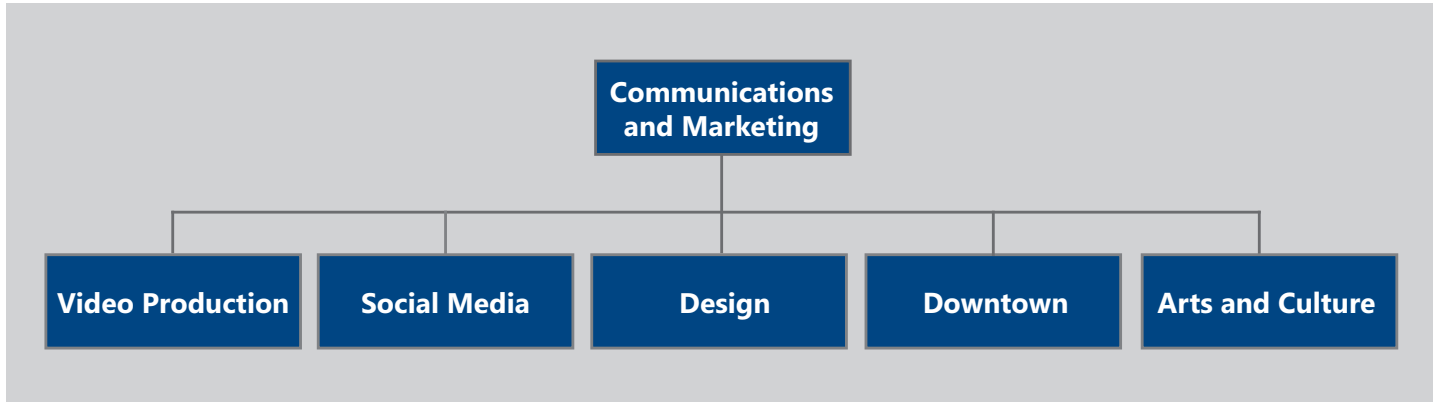 Communications
and Marketing
Video Production
Social Media
Design
Downtown
Arts and Culture